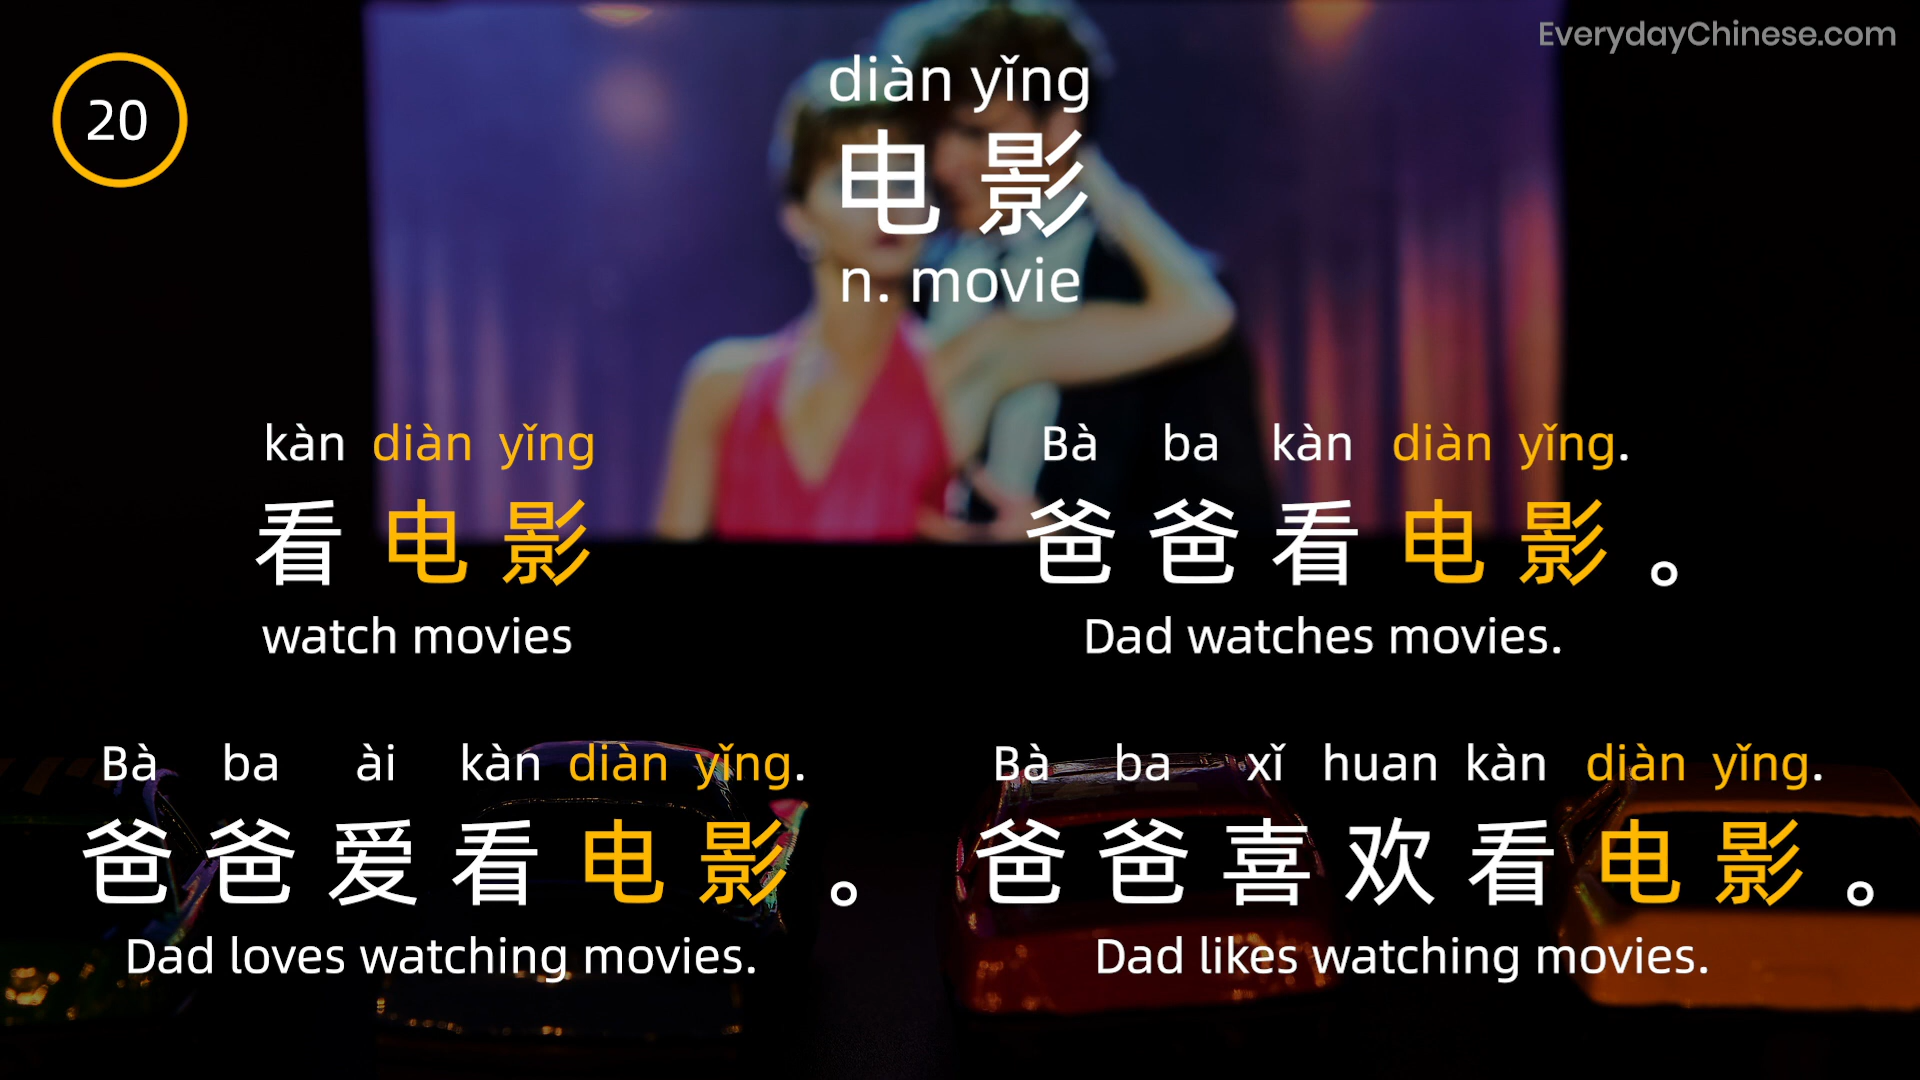 EverydayChinese.com
20
diàn yǐng
电影
n. movie
kàn diàn yǐng
看电影
watch movies
Bà ba kàn diàn yǐng.
爸爸看电影。
Dad watches movies.
Bà ba ài kàn diàn yǐng.
爸爸爱看电影。
Dad loves watching movies.
Bà ba xǐ huan kàn diàn yǐng.
爸爸喜欢看电影。
Dad likes watching movies.